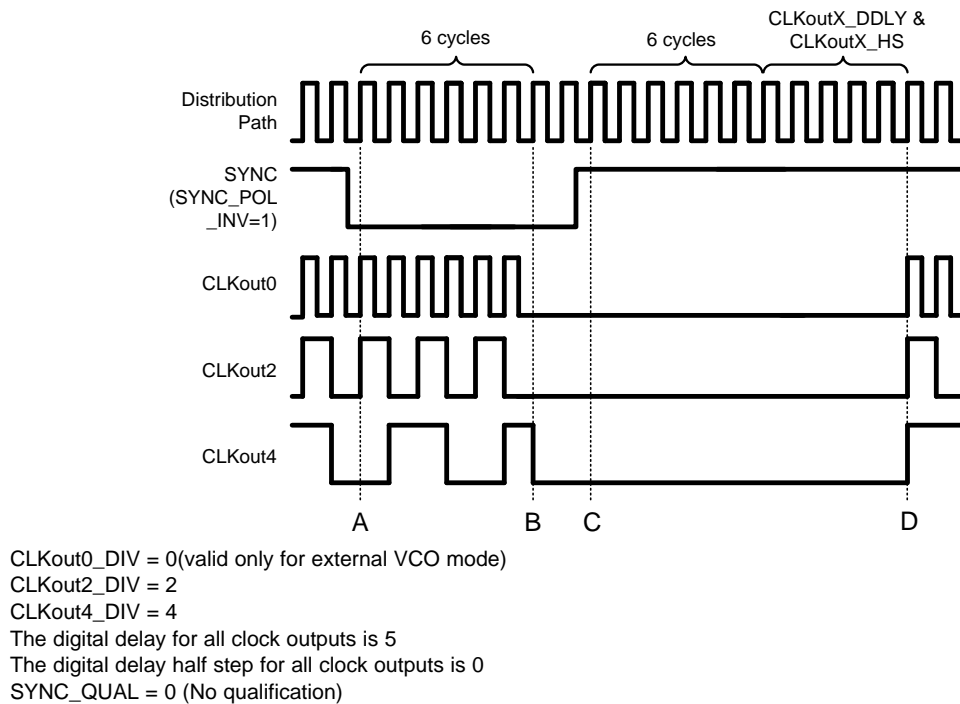 CLKoutX_DDLY &
CLKoutX_HS
6 cycles
6 cycles
Distribution
Path
SYNC
(SYNC_POL
_INV=1)
CLKout0
CLKout2
CLKout4
A
B
C
D
CLKout0_DIV = 0(valid only for external VCO mode)
CLKout2_DIV = 2
CLKout4_DIV = 4
The digital delay for all clock outputs is 5
The digital delay half step for all clock outputs is 0
SYNC_QUAL = 0 (No qualification)